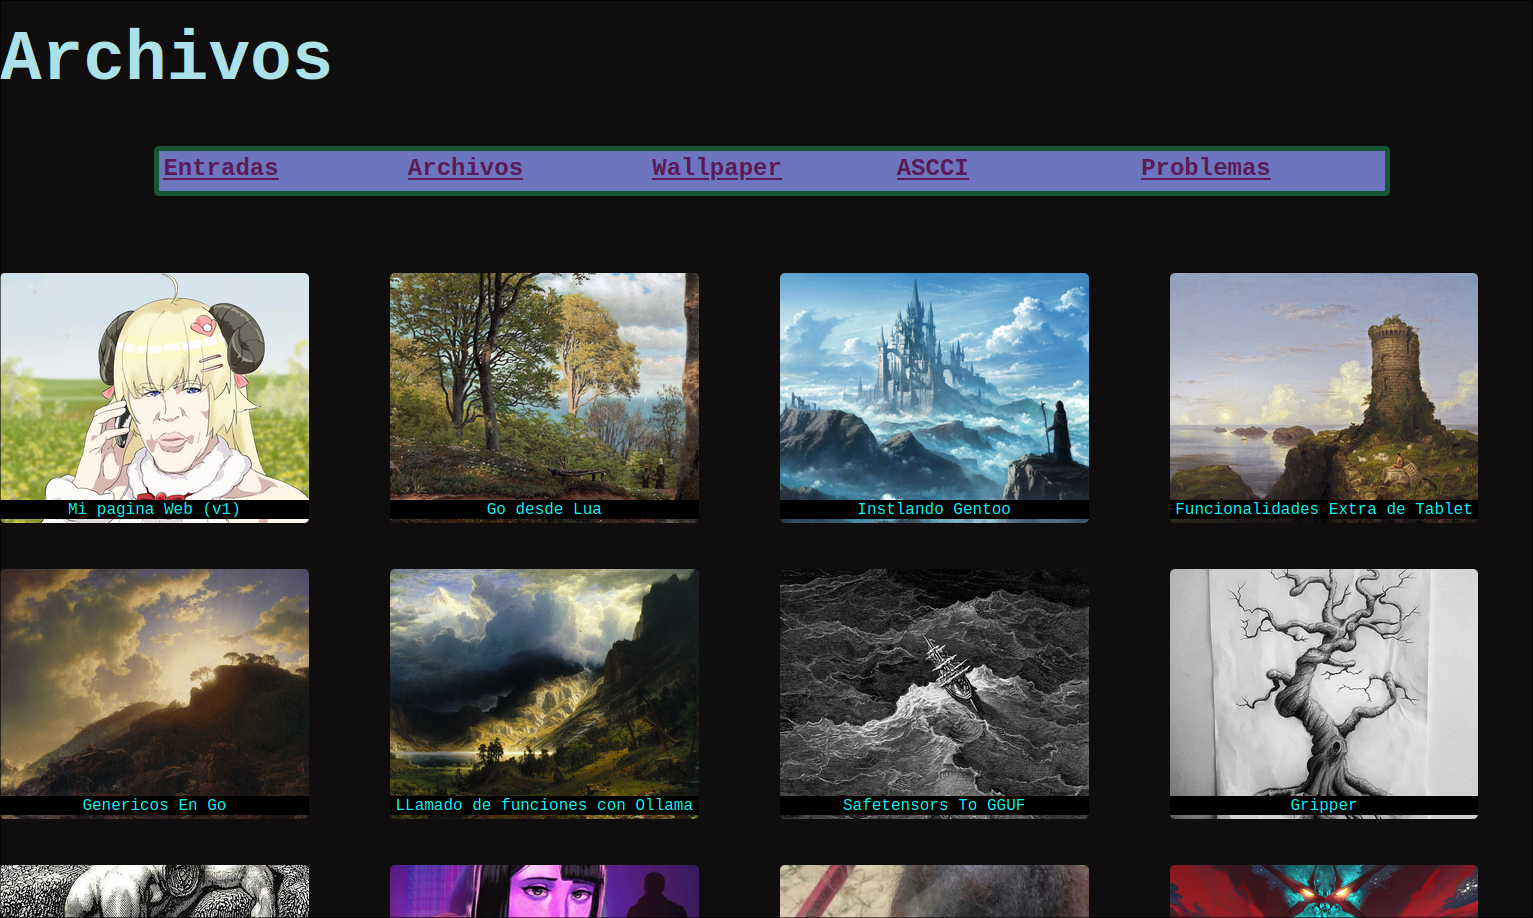 Archivos
Entradas Archivos Wallpaper ASCCI Problemas
Mi pagina Web (v1)
Go desde Lua
Instlando Gentoo
Funcionalidades Extra de Tablet
Genericos En Go
LLamado de funciones con Ollama
Safetensors To GGUF
Gripper